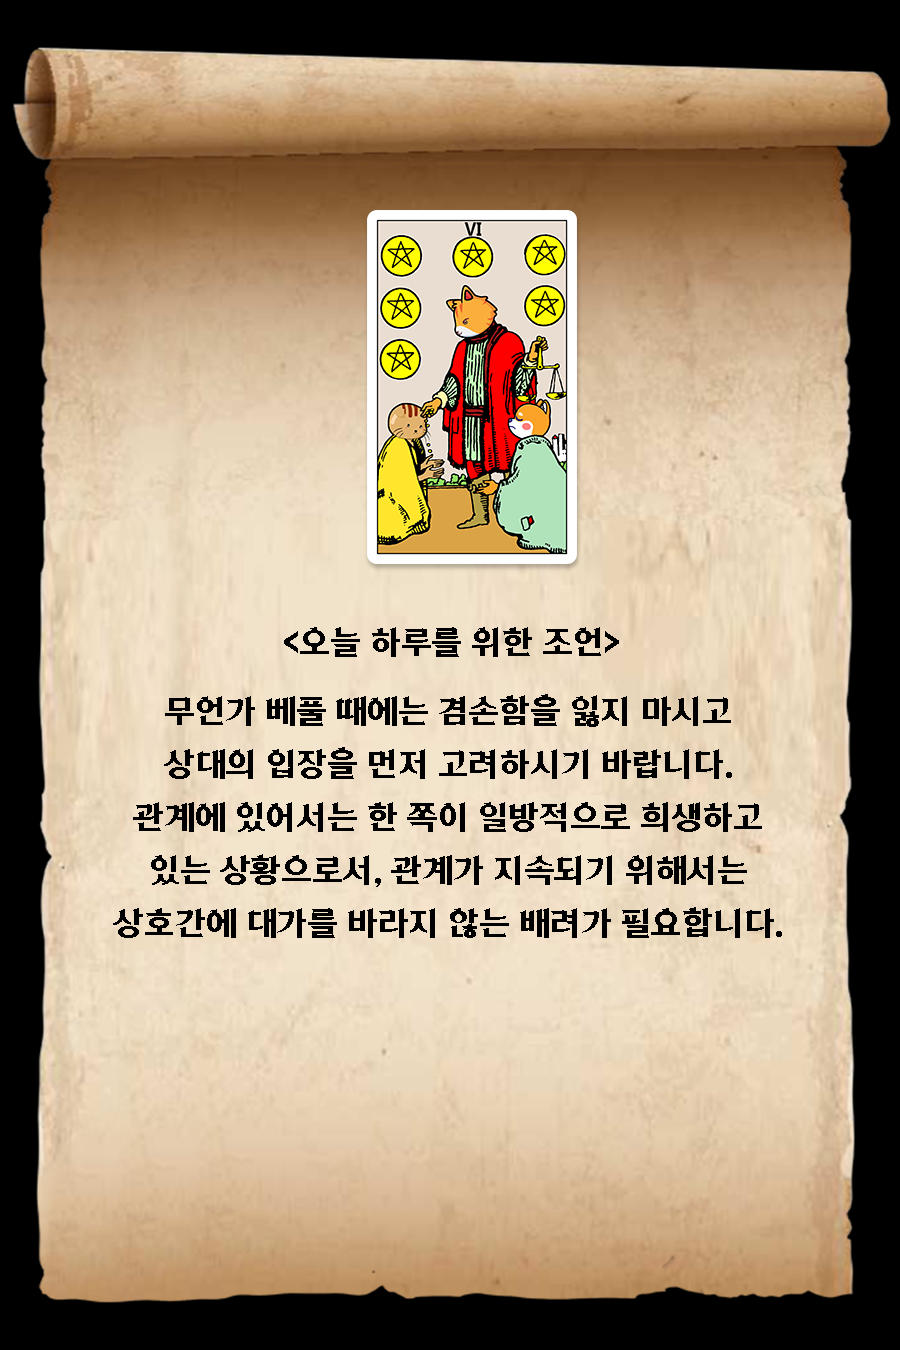 VI
<오늘 하루를 위한 조언>
무언가 베풀 때에는 겸손함을 잃지 마시고
상대의 입장을 먼저 고려하시기 바랍니다.
관계에 있어서는 한 쪽이 일방적으로 희생하고
있는 상황으로서, 관계가 지속되기 위해서는
상호간에 대가를 바라지 않는 배려가 필요합니다.